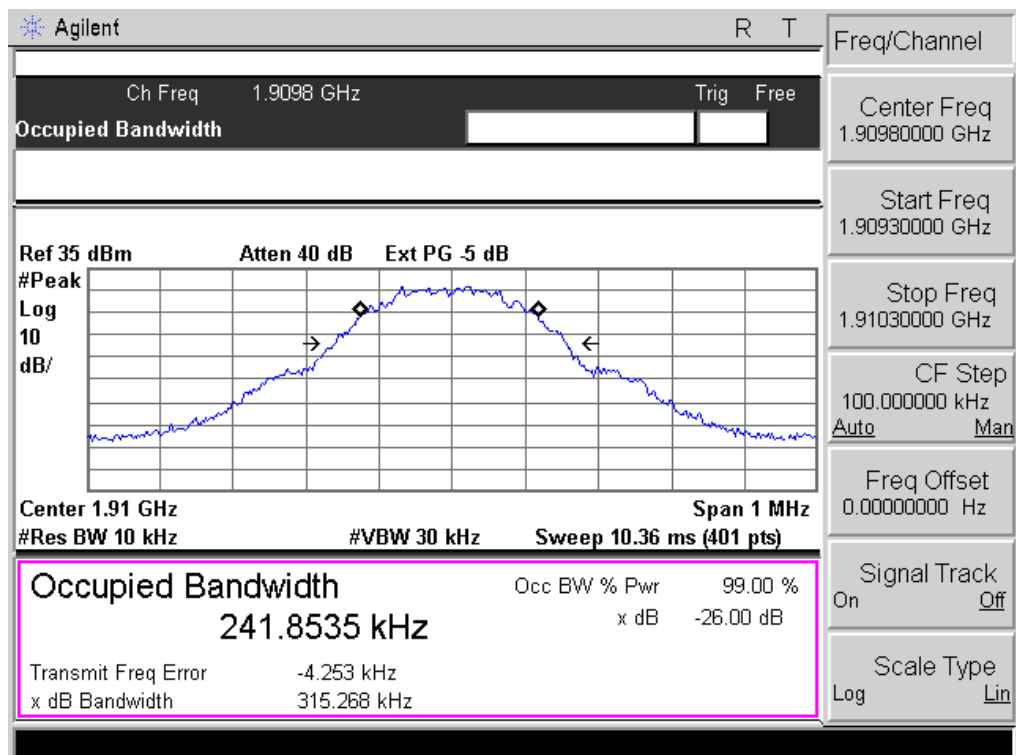 Agilent
R T
Freq/Channel
Ch Freq 1.9098 GHz Trig Free
Occupied Bandwidth
Center Freq
1.90980000 GHz
Start Freq
1.90930000 GHz
Stop Freq
1.91030000 GHz
CF Step
100.000000 kHz
Auto Man
Freq Offset
0.00000000 Hz
Signal Track
On Off
Scale Type
Log Lin
Ref 35 dBm Atten 40 dB Ext PG -5 dB
#Peak
Log
10
dB/
Center 1.91 GHz Span 1 MHz
#Res BW 10 kHz #VBW 30 kHz Sweep 10.36 ms (401 pts)
Occupied Bandwidth
241.8535 kHz
Occ BW % Pwr 99.00 %
x dB -26.00 dB
Transmit Freq Error -4.253 kHz
x dB Bandwidth 315.268 kHz